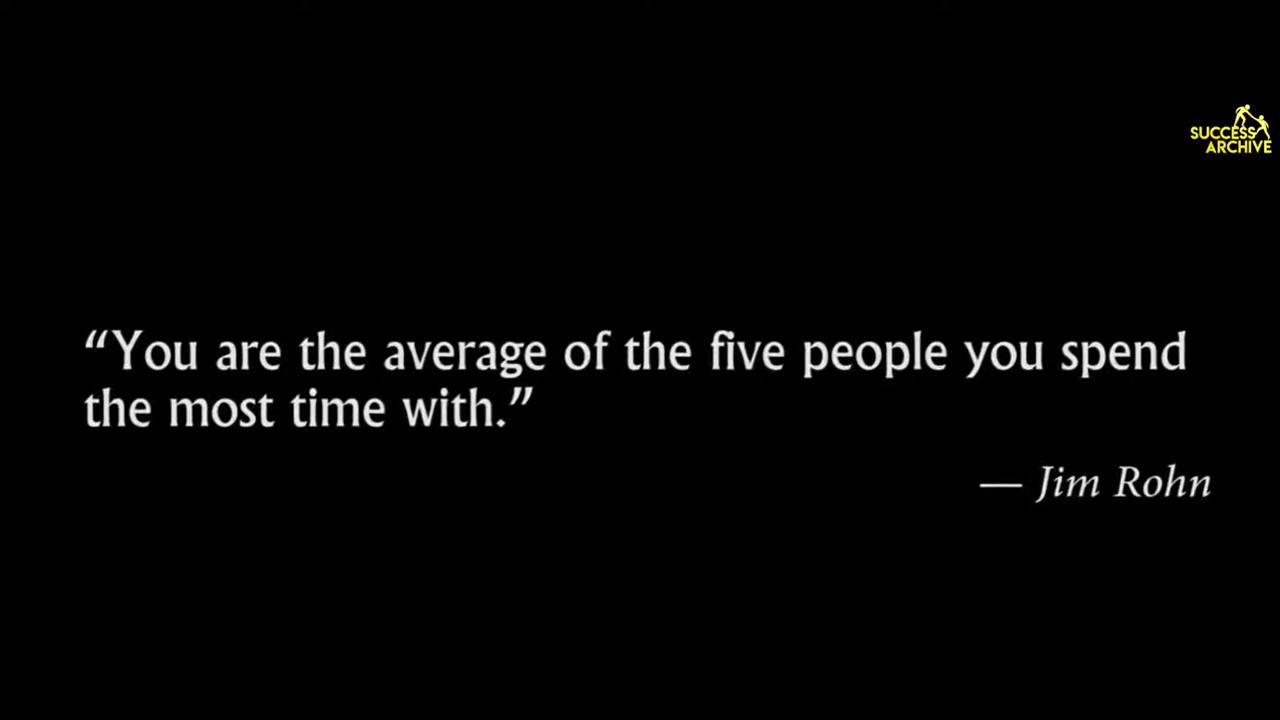 SUCCESS
ARCHIVE
“You are the average of the five people you spend
the most time with.”
— Jim Rohn